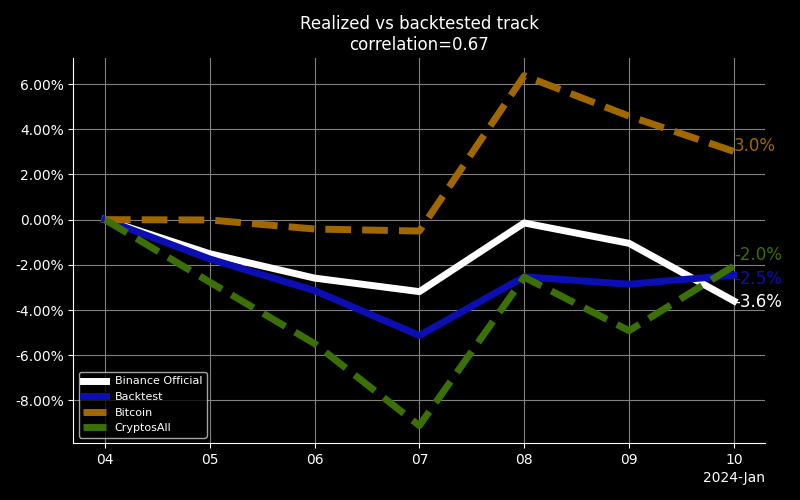 Realized vs backtested track
correlation=0.67
6.00%
4.00%
2.00%
0.00%
-2.00%
-4.00%
-6.00%
-8.00%
3.0%
-2.0%
-2.5%
-3.6%
Binance Official
Backtest
Bitcoin
CryptosAll
04 05 06 07 08 09 10
2024-Jan